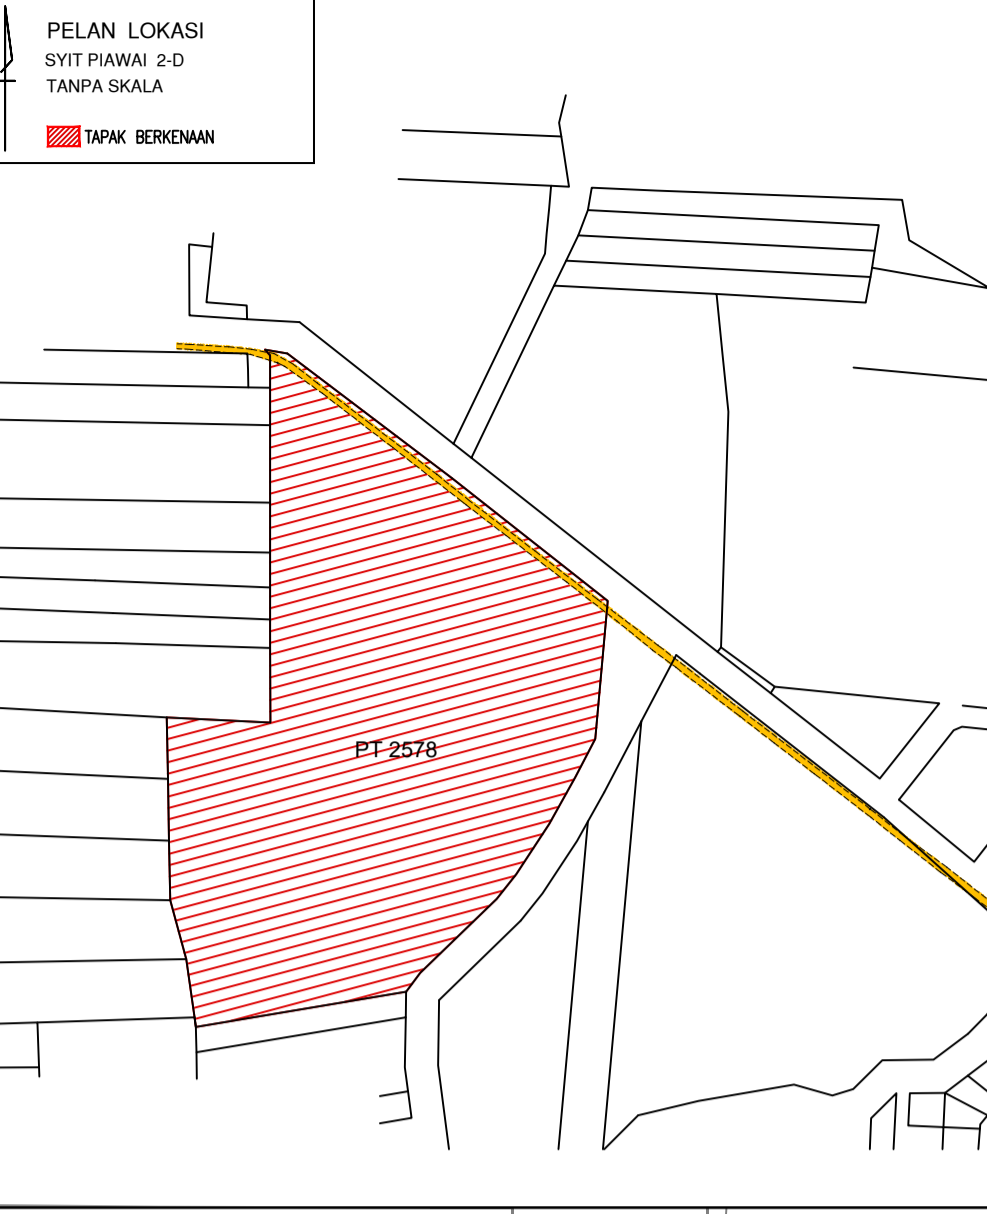 PELAN LOKASI
SYIT PIAWAI 2-D
TANPA SKALA
TAPAK BERKENAAN
PT 2578